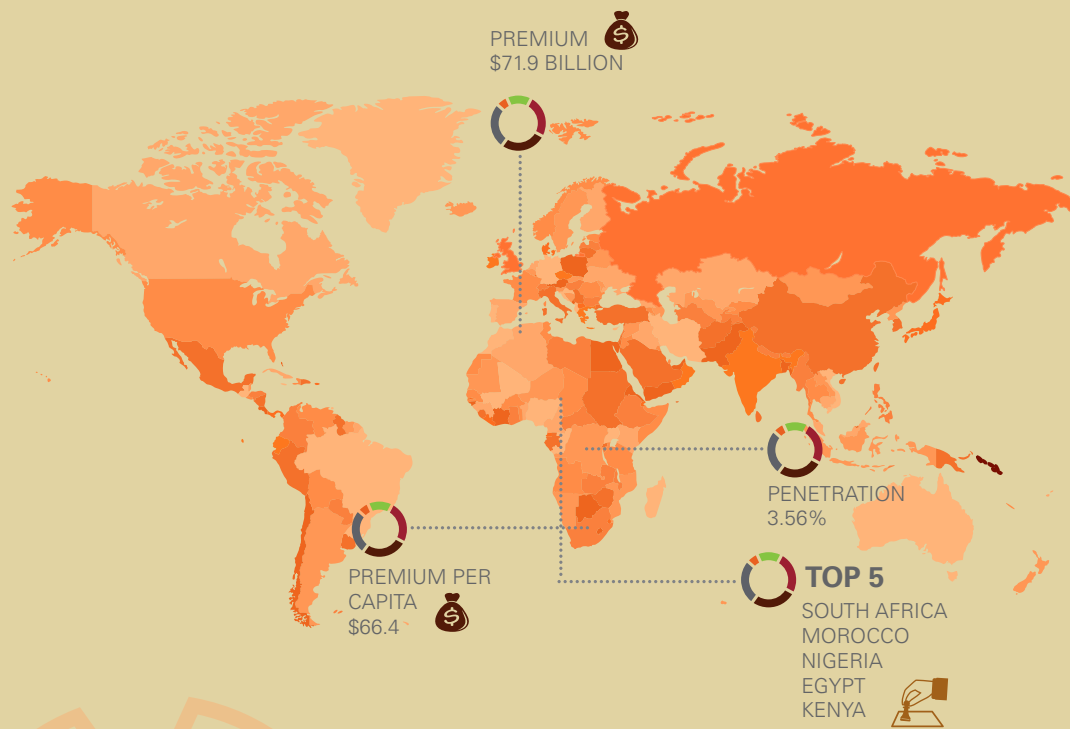 PREMIUM
$71.9 BILLION
PENETRATION
3.56%
PREMIUM PER
CAPITA
$66.4
TOP 5
SOUTH AFRICA
MOROCCO
NIGERIA
EGYPT
KENYA